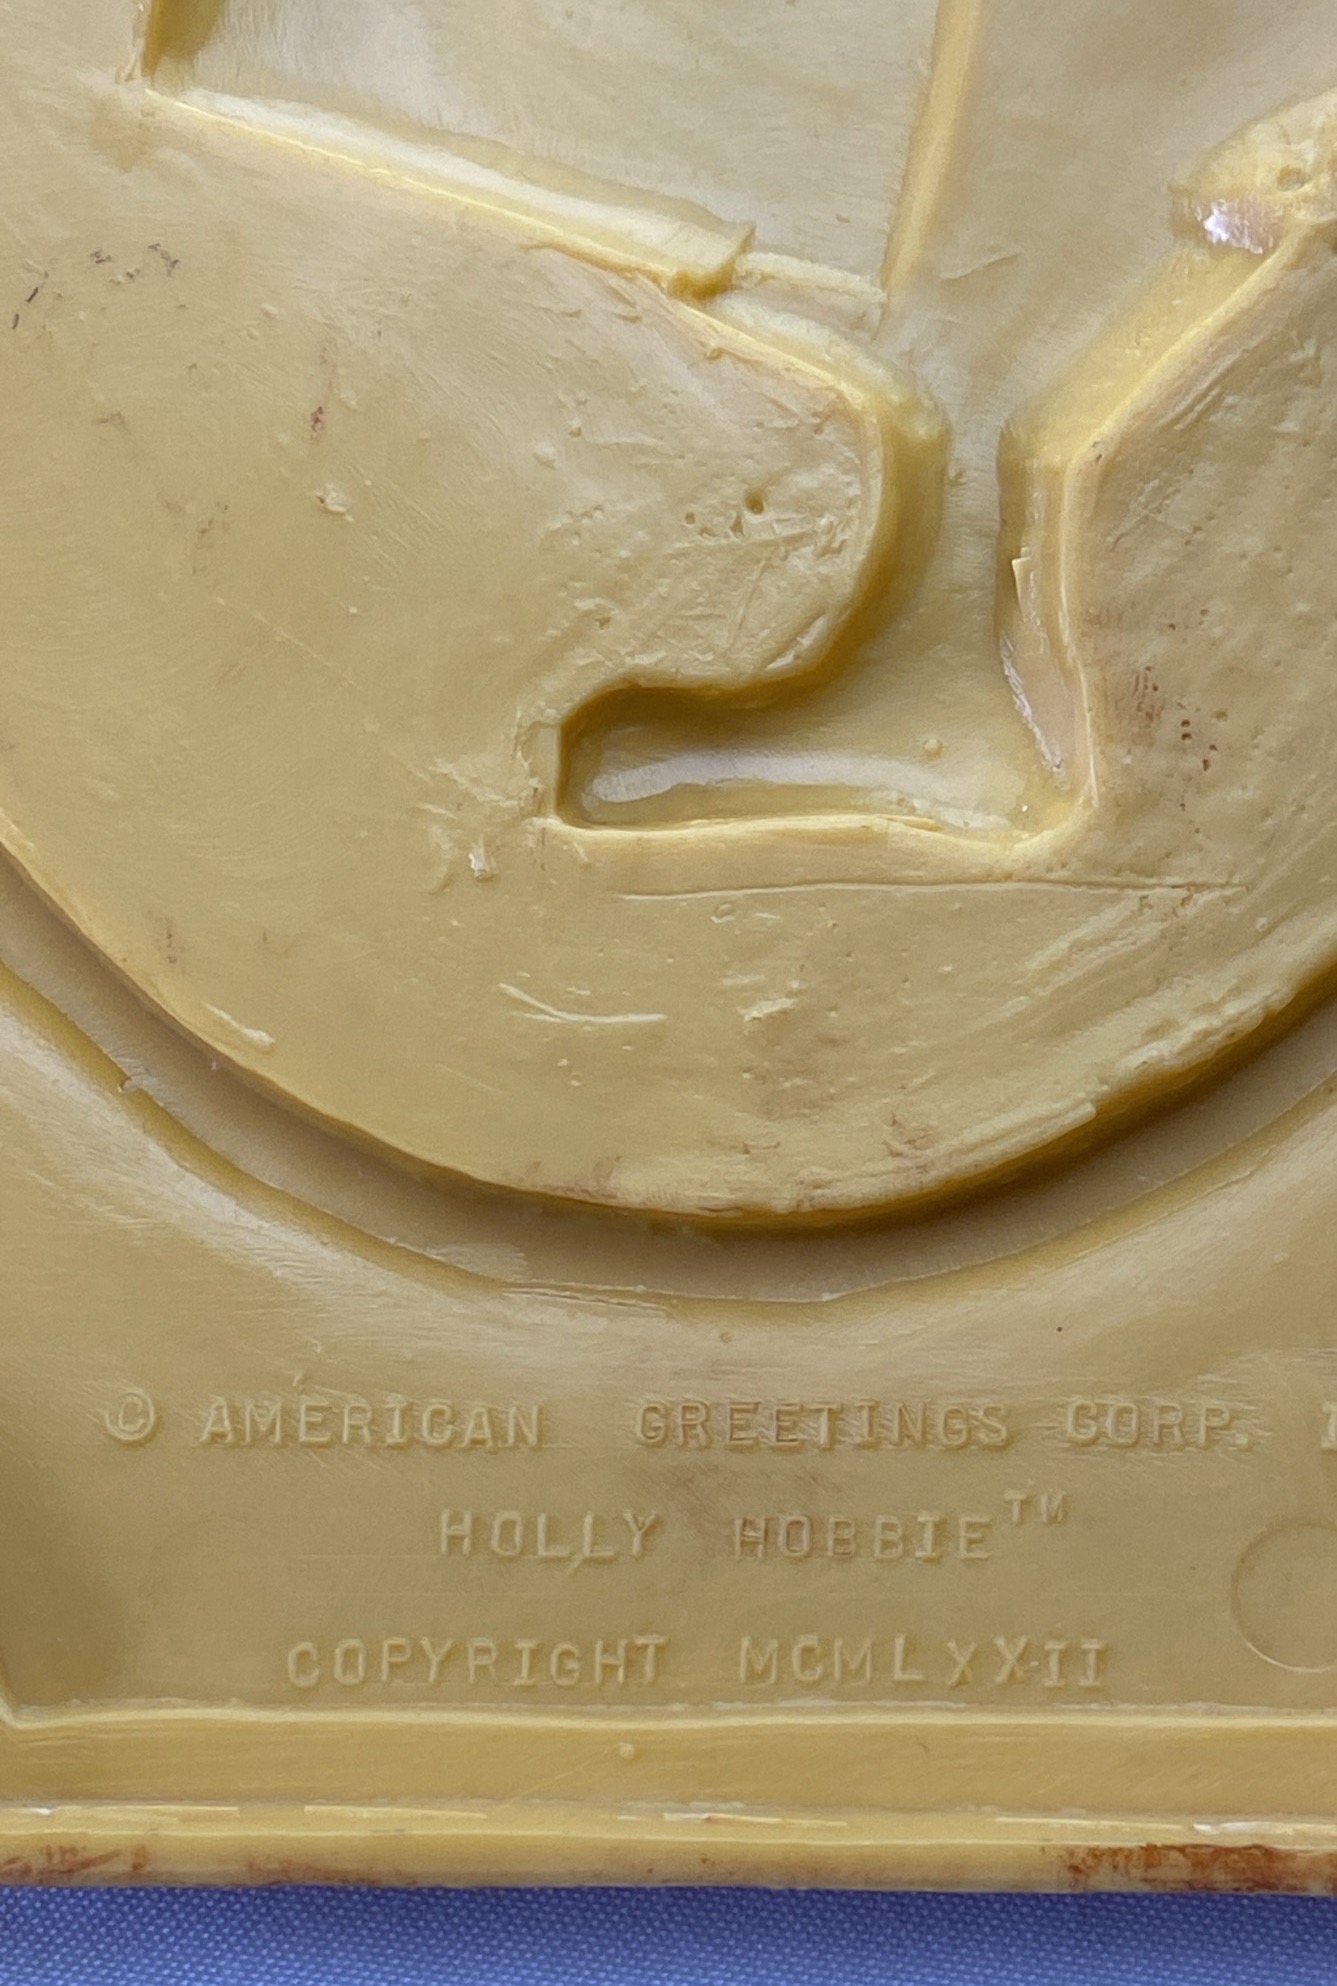 © AMERICAN GREETINGS CORP.
HOLLY HOBBIE™
COPYRIGHT MCMLXXII